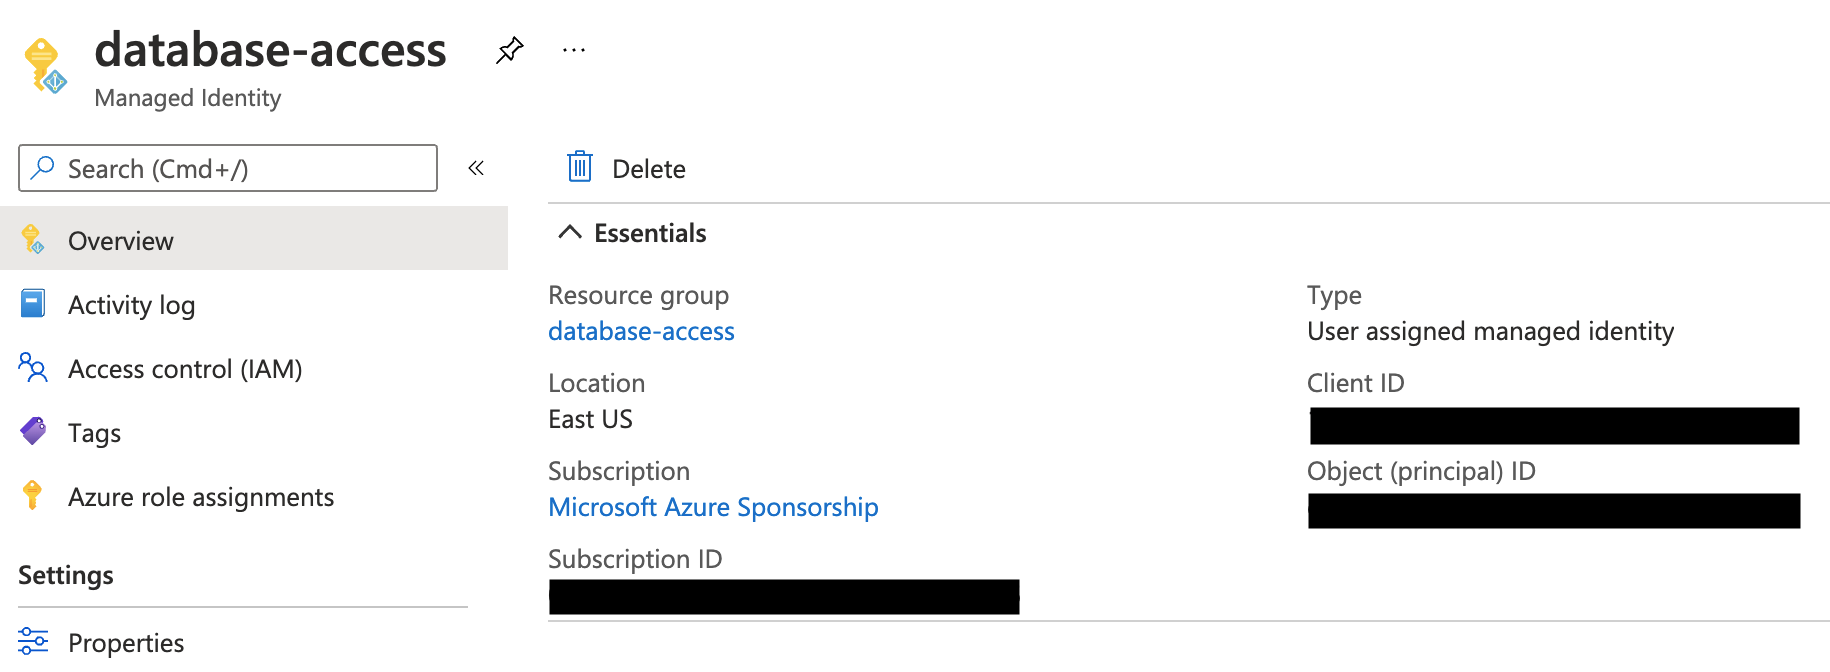 database-access
Managed Identity
Search (Cmd+/)
«
Delete
Overview
Essentials
Activity log
Access control (IAM)
Tags
Azure role assignments
Settings
Properties
Resource group
database-access
Location
East US
Subscription
Microsoft Azure Sponsorship
Subscription ID
Type
User assigned managed identity
Client ID
Object (principal) ID